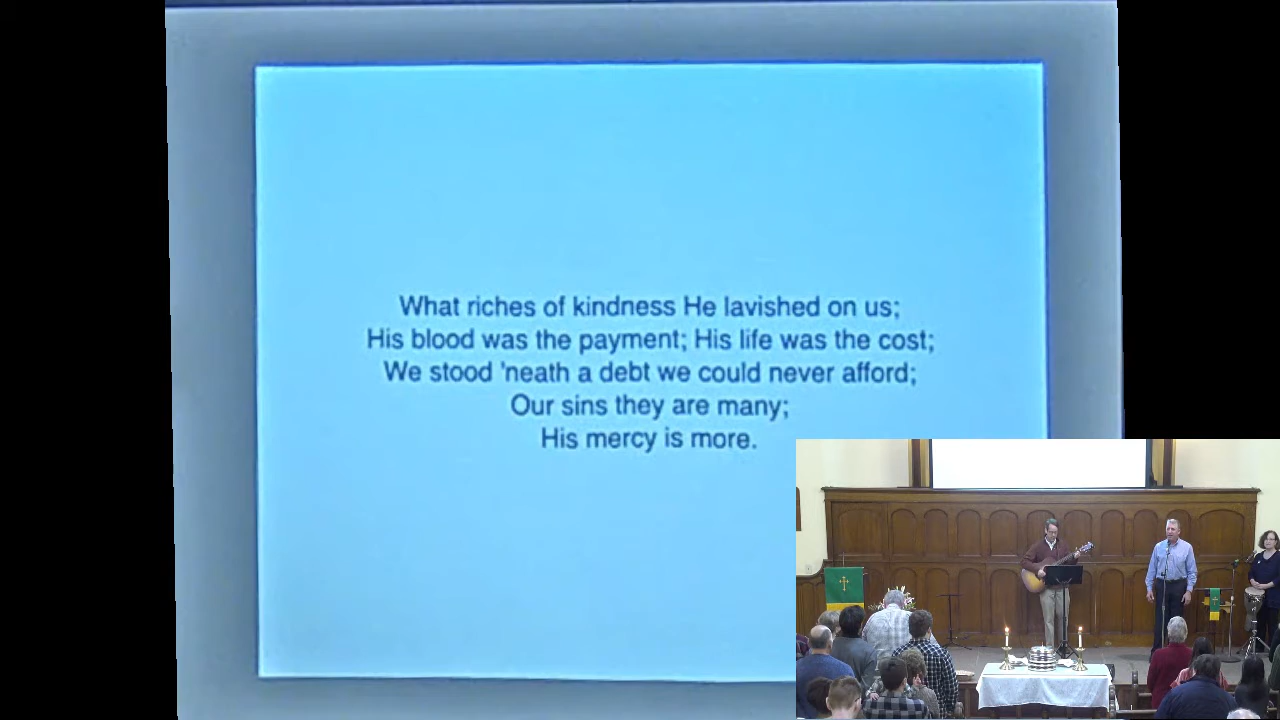 What riches of kindness He lavished on us;
His blood was the payment; His life was the cost;
We stood 'neath a debt we could never afford;
Our sins they are many;
His mercy is more.